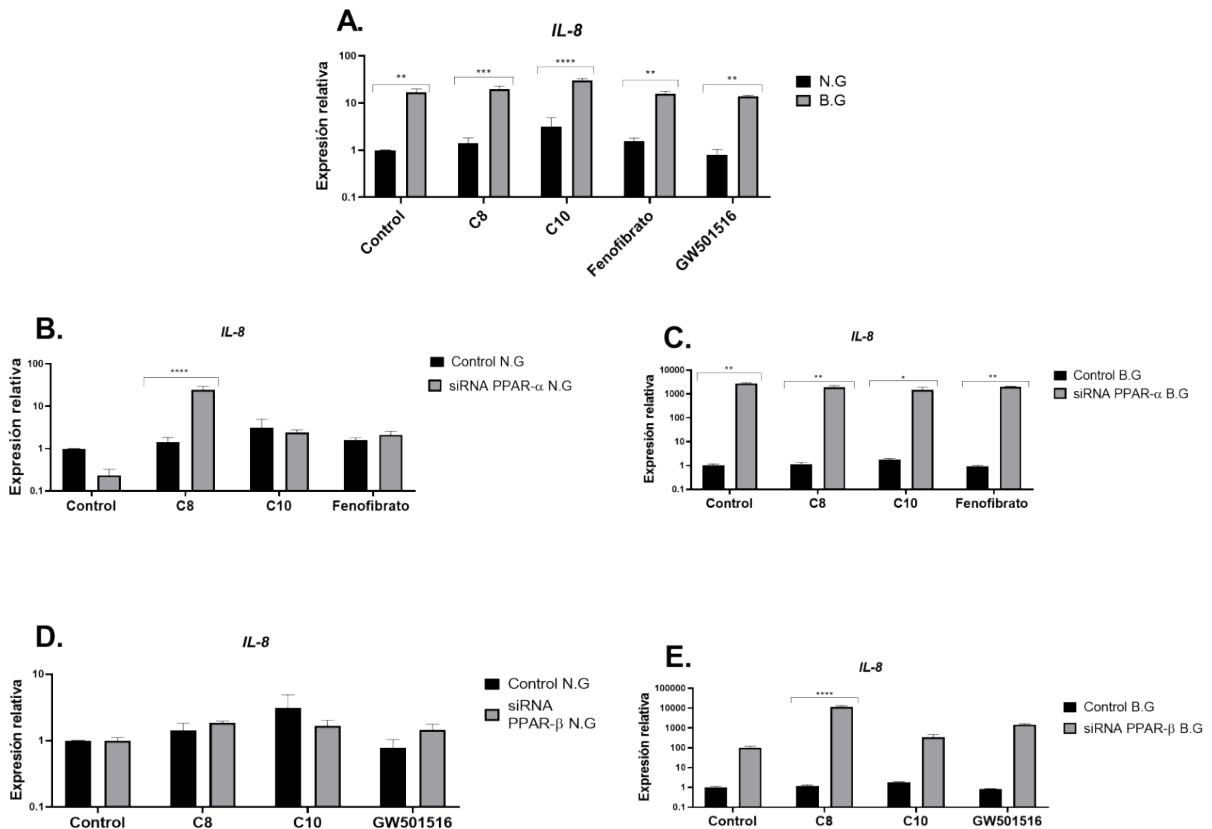 A.
IL-8
Expresión relativa
100
10
1
0.1
**
***
****
**
**
N.G
B.G
Control
C8
C10
Fenofibrato
GW501516
B.
IL-8
Expresión relativa
100
10
1
0.1
****
Control N.G
siRNA PPAR-α N.G
Control
C8
C10
Fenofibrato
C.
IL-8
Expresión relativa
10000
1000
100
10
1
0.1
**
**
*
**
Control B.G
siRNA PPAR-α B.G
Control
C8
C10
Fenofibrato
D.
IL-8
Expresión relativa
10
1
0.1
Control N.G
siRNA
PPAR-β N.G
Control
C8
C10
GW501516
E.
IL-8
Expresión relativa
100000
10000
1000
100
10
1
0.1
****
Control B.G
siRNA PPAR-β B.G
Control
C8
C10
GW501516